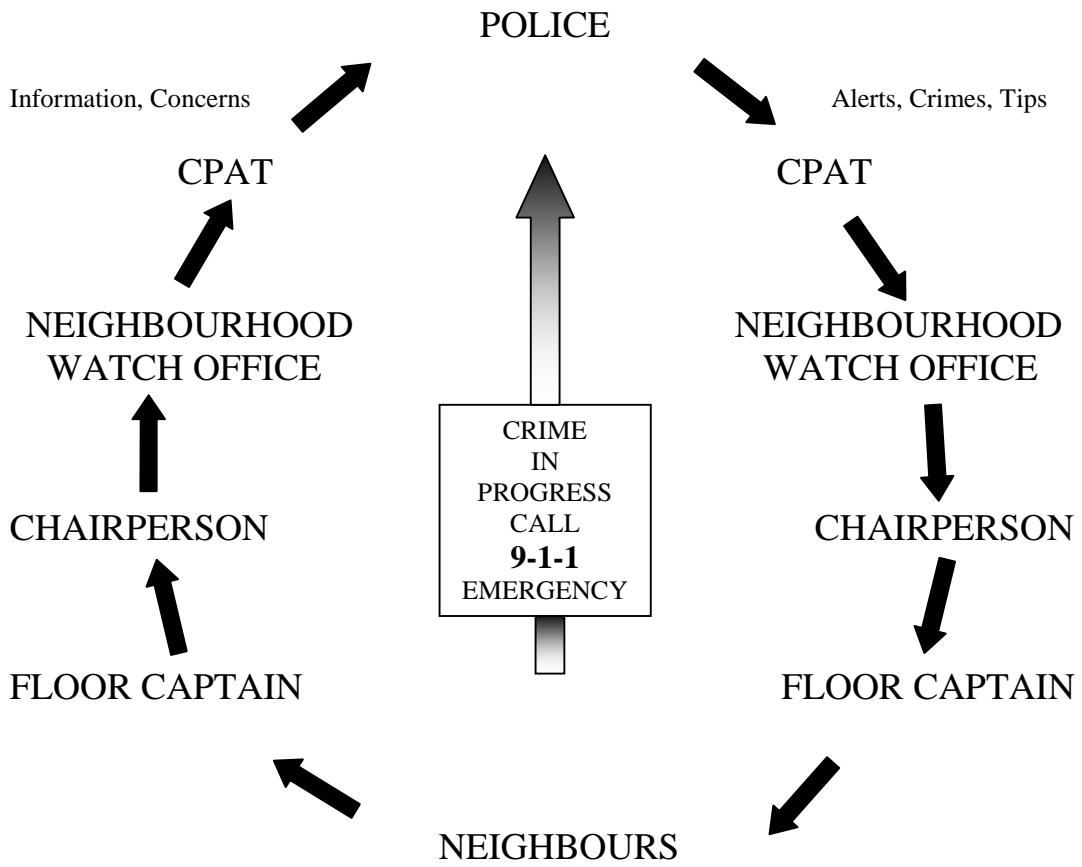 POLICE
Information, Concerns
Alerts, Crimes, Tips
CPAT
CPAT
NEIGHBOURHOOD
WATCH OFFICE
NEIGHBOURHOOD
WATCH OFFICE
CRIME
IN
PROGRESS
CALL
9-1-1
EMERGENCY
CHAIRPERSON
CHAIRPERSON
FLOOR CAPTAIN
FLOOR CAPTAIN
NEIGHBOURS